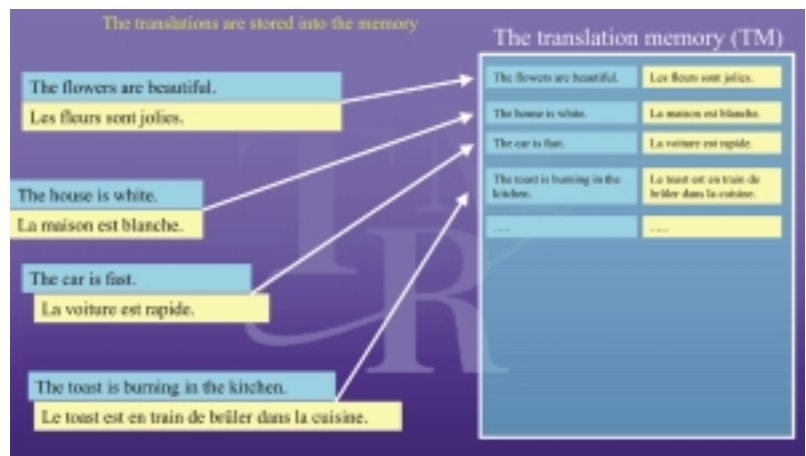 The translations are stored into the memory
The translation memory (TM)
The flowers are beautiful.
Les fleurs sont jolies.
The house is white.
La maison est blanche.
The car is fast.
La voiture est rapide.
The toast is burning in the kitchen.
Le toast est en train de brûler dans la cuisine.
The flowers are beautiful.
Les fleurs sont jolies.
The house is white.
La maison est blanche.
The car is fast.
La voiture est rapide.
The toast is burning in the
kitchen.
Le toast est en train de
brûler dans la cuisine.
.....
.....
T
R